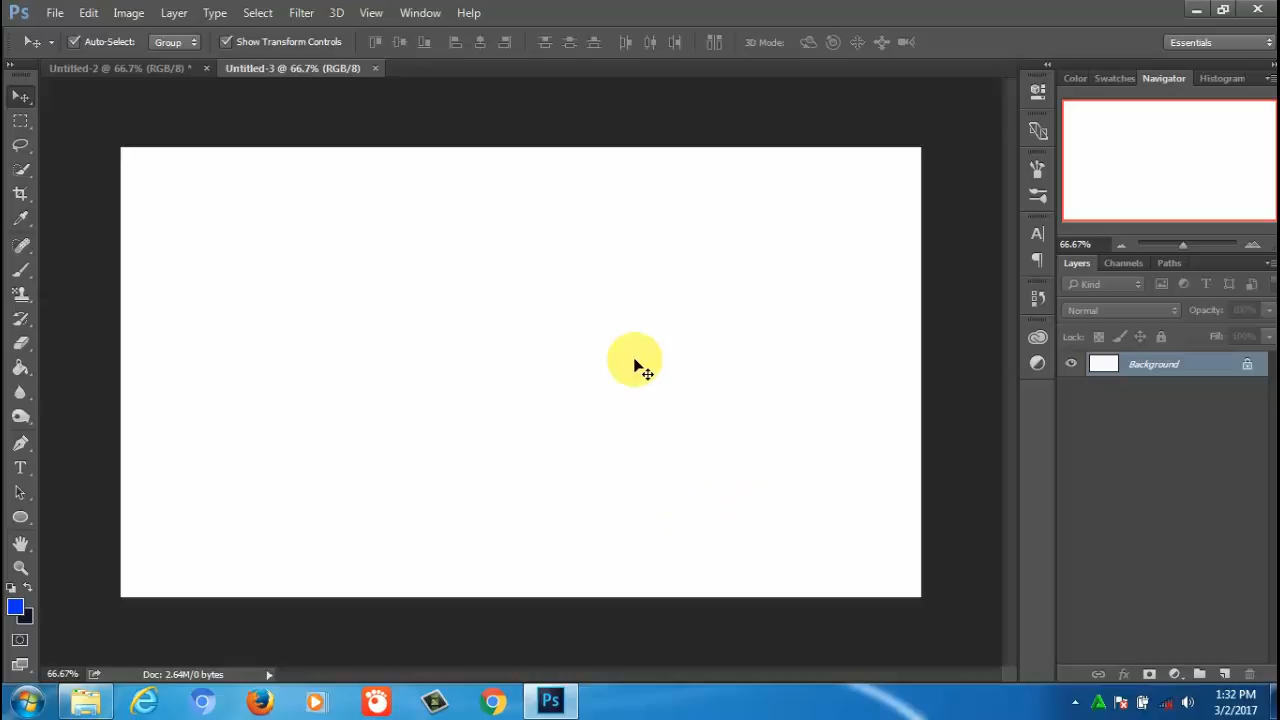 Ps File Edit Image Layer Type Select Filter 3D View Window Help
Auto-Select: Group Show Transform Controls 3D Mode: Essentials
Untitled-2 @ 66.7% (RGB/8) * × Untitled-3 @ 66.7% (RGB/8) ×
Color Swatches Navigator Histogram
66.67%
Layers Channels Paths
Kind
Normal Opacity: 100%
Lock: Fill: 100%
Background
66.67% Doc: 2.64M/0 bytes
Ps
1:32 PM
3/2/2017